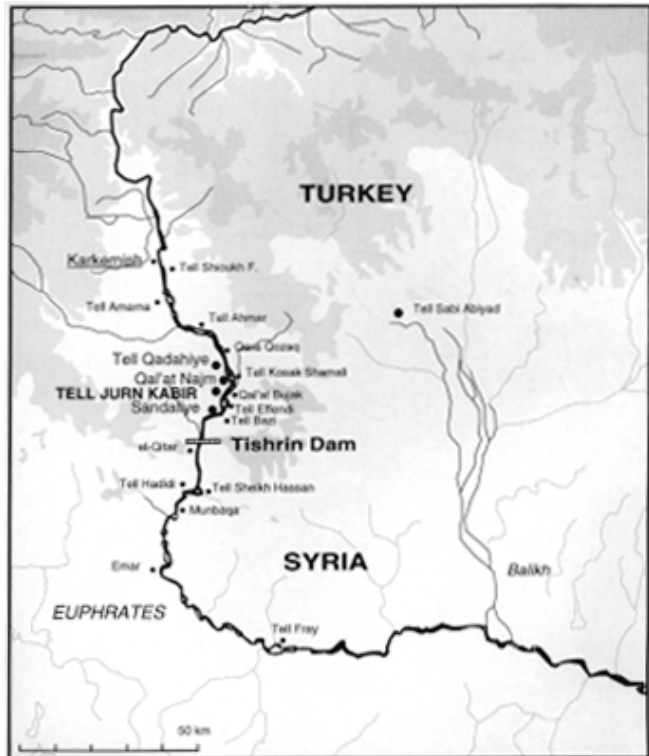 TURKEY
Karkemish
Tell Shioukh F.
Tell Amarna
Tell Sabi Abiyad
Tell Ahmar
Qara Qozaq
Tell Qadahiye
Tell Kosak Shamali
Qal'at Najm
TELL JURN KABIR
Qal'at Bujak
Sandaliye
Tell Effendi
Tell Bazi
Tishrin Dam
el-Qitar
Tell Hadidi
Tell Sheikh Hassan
Munbaqa
SYRIA
Emar
Balikh
EUPHRATES
Tell Fray
50 km